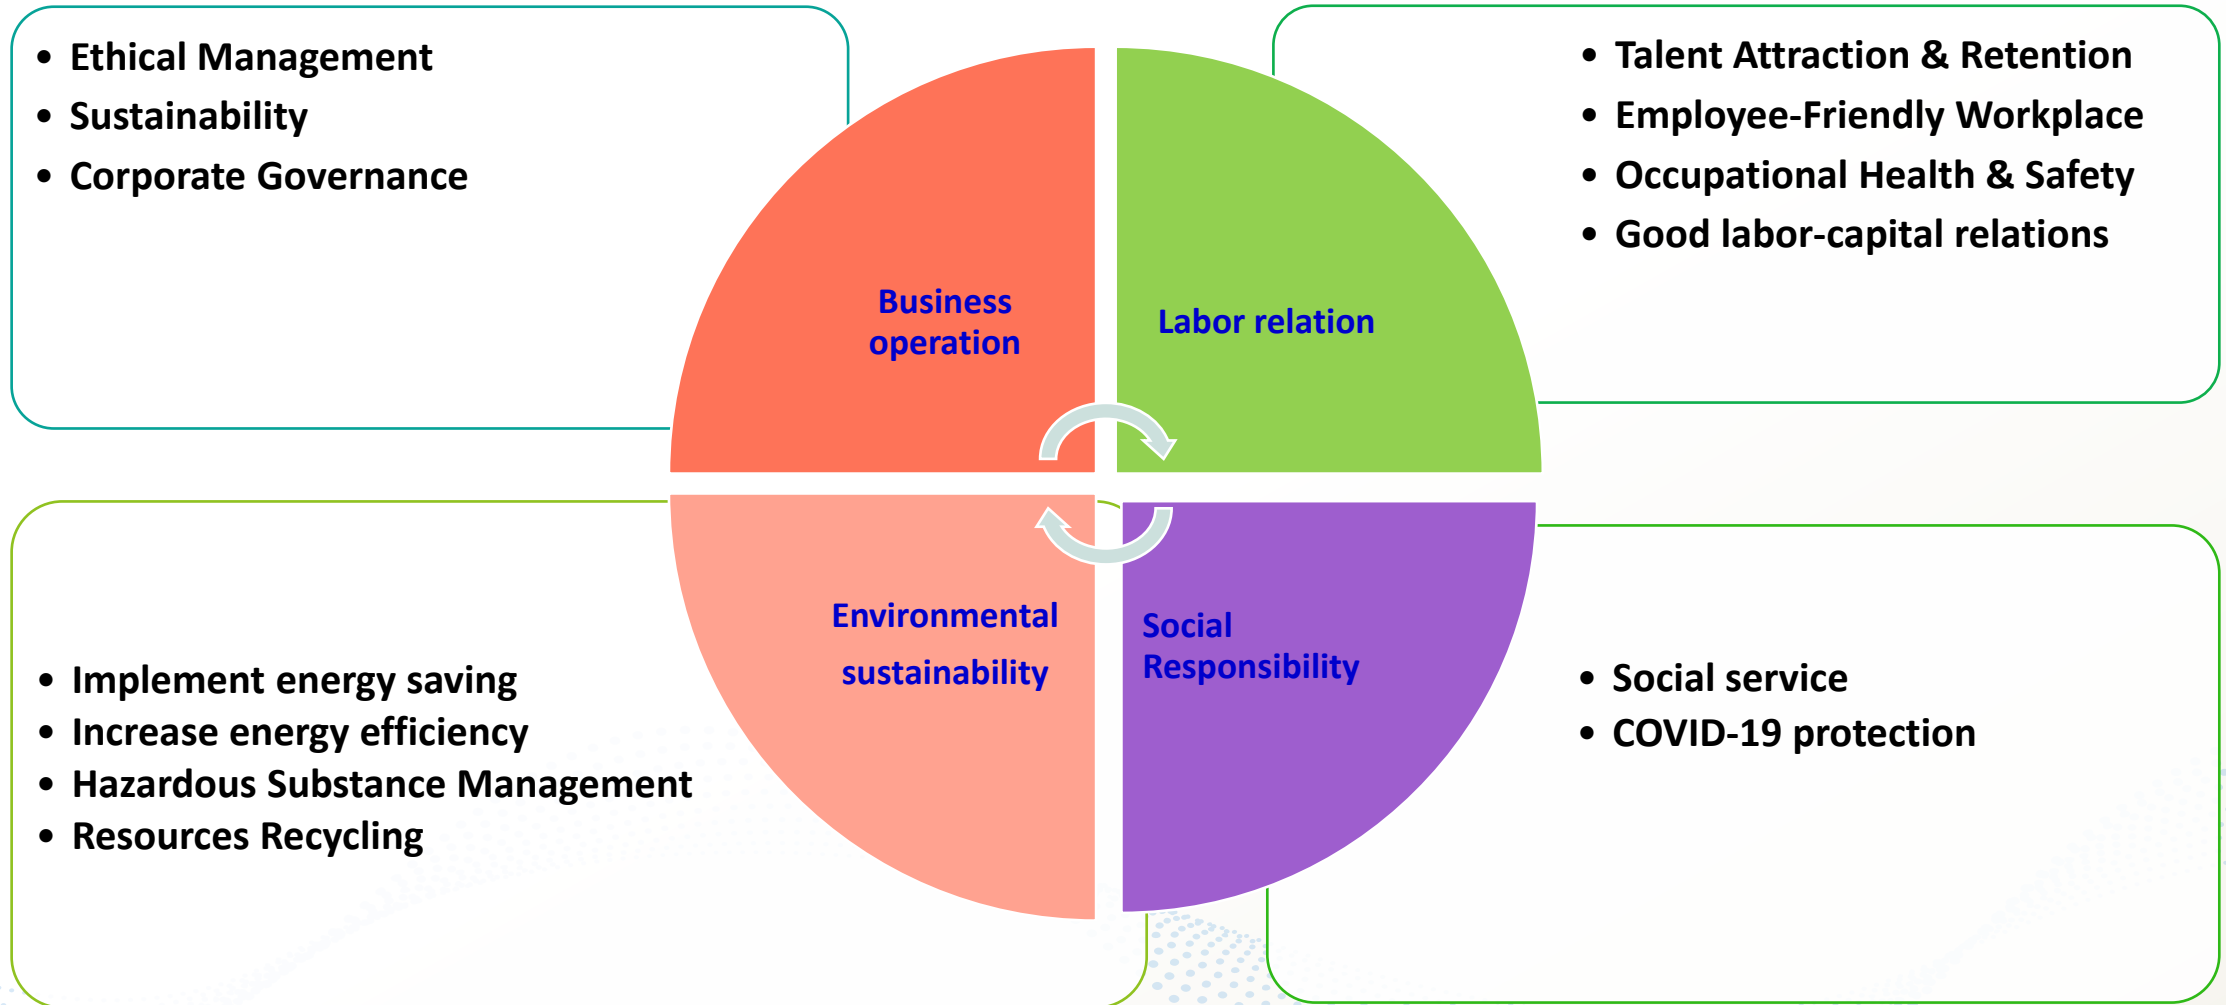 • Ethical Management
• Sustainability
• Corporate Governance
• Talent Attraction & Retention
• Employee-Friendly Workplace
• Occupational Health & Safety
• Good labor-capital relations
Business
operation
Labor relation
Environmental
sustainability
Social
Responsibility
• Implement energy saving
• Increase energy efficiency
• Hazardous Substance Management
• Resources Recycling
• Social service
• COVID-19 protection